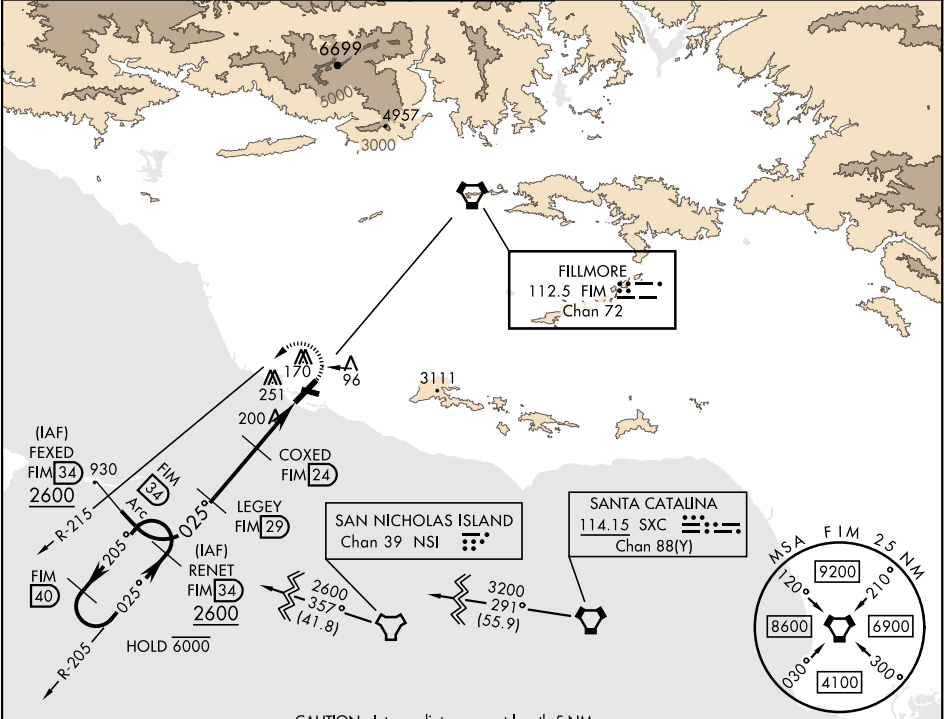 6699
5000
4957
3000
FILLMORE
112.5 FIM
Chan 72
170
96
251
3111
200
(IAF)
FEXED
FIM 34
2600
930
FIM
34
Arc
COXED
FIM 24
R-215
025°
LEGEY
FIM 29
205°
(IAF)
RENET
FIM 34
2600
FIM
40
025°
HOLD 6000
R-205
SAN NICHOLAS ISLAND
Chan 39 NSI
SANTA CATALINA
114.15 SXC
Chan 88(Y)
2600
357°
(41.8)
3200
291°
(55.9)
MSA FIM 25 NM
120°
9200
210°
8600
6900
030°
4100
300°